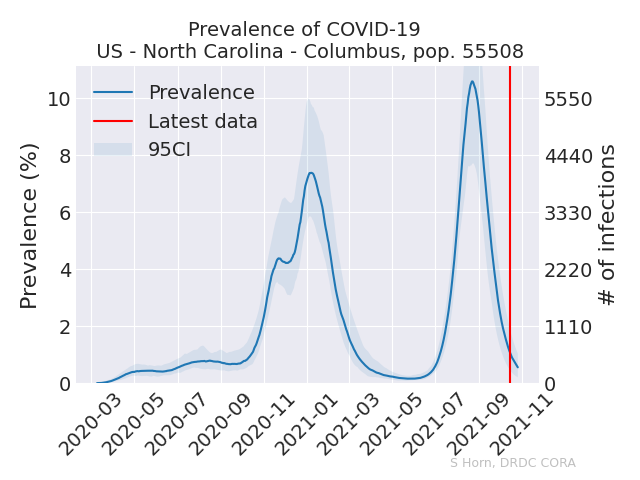 Prevalence of COVID-19
US - North Carolina - Columbus, pop. 55508
Prevalence
Latest data
95CI
Prevalence (%)
10
8
6
4
2
0
5550
4440
3330
2220
1110
0
# of infections
2020-03
2020-05
2020-07
2020-09
2020-11
2021-01
2021-03
2021-05
2021-07
2021-09
2021-11
S Horn, DRDC CORA